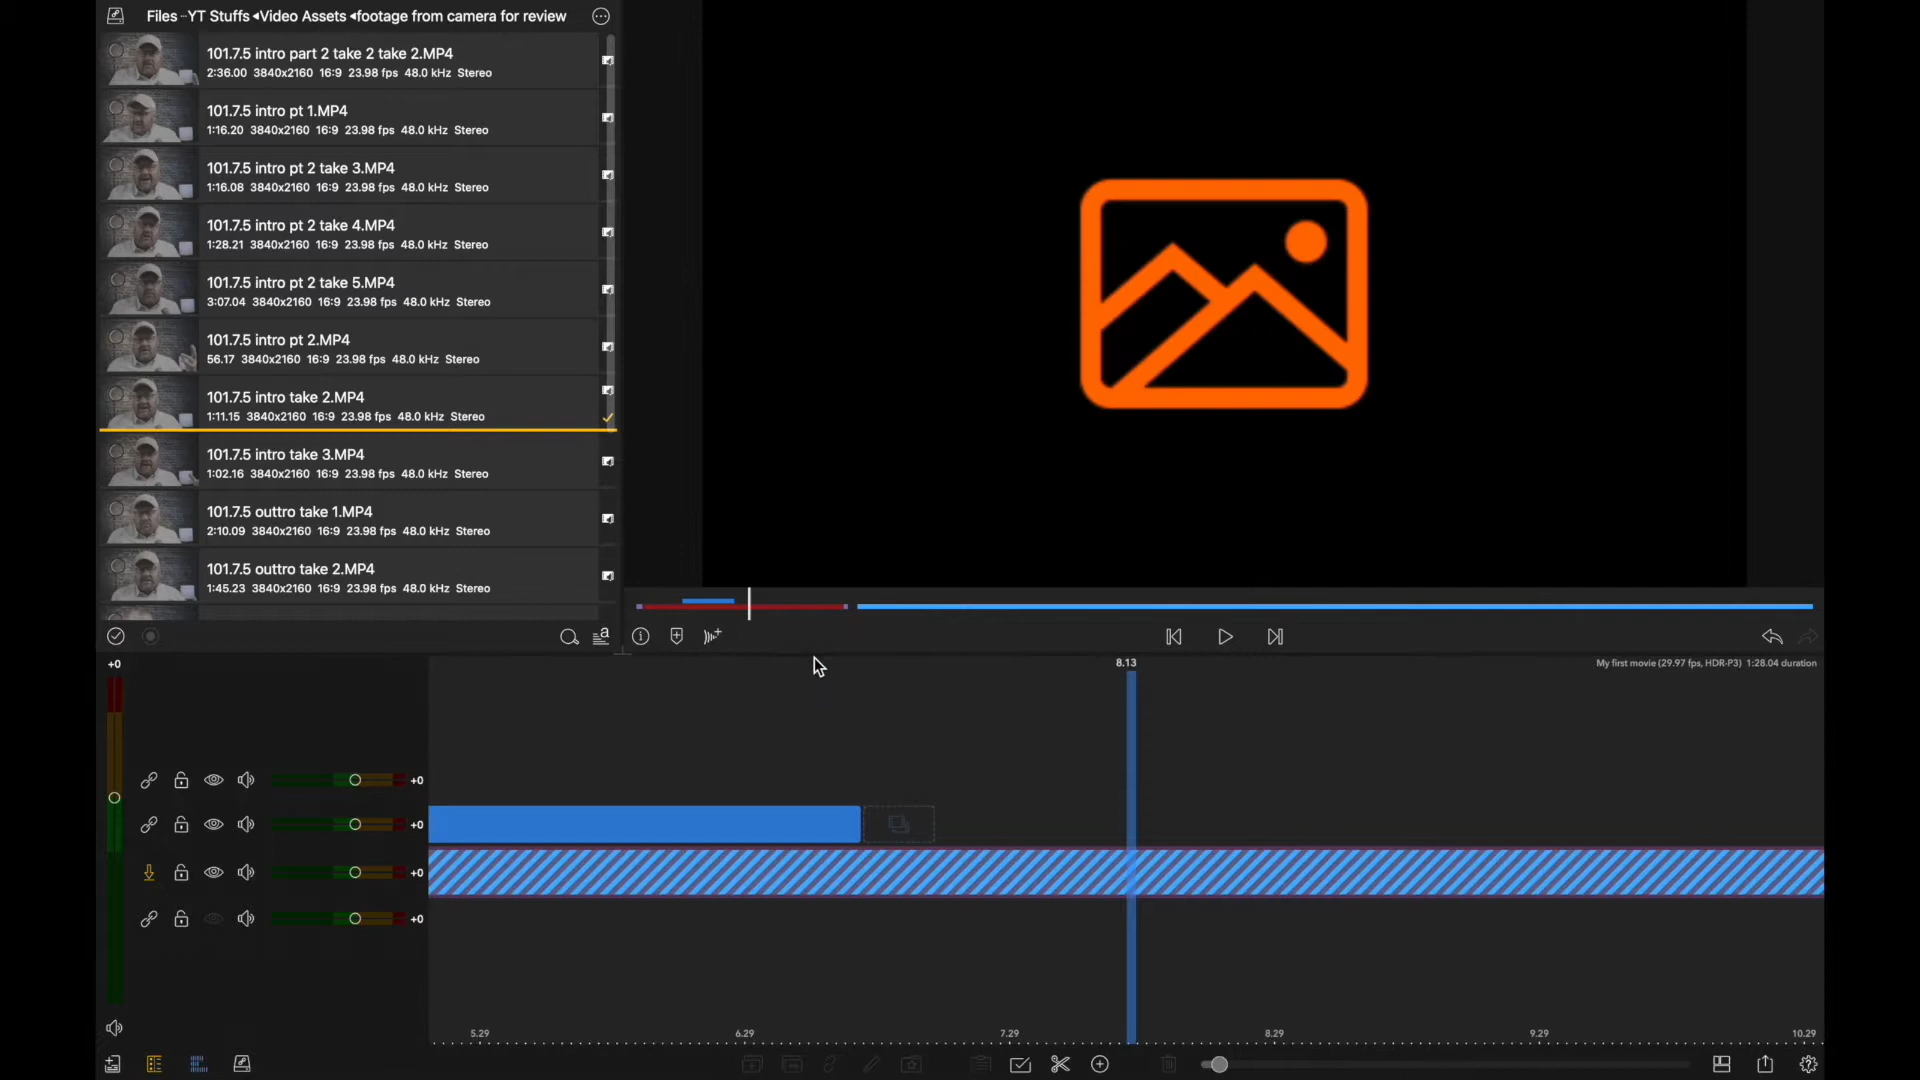 Files ··YT Stuffs ◂Video Assets ◂footage from camera for review
101.7.5 intro part 2 take 2 take 2.MP4
2:36.00 3840x2160 16:9 23.98 fps 48.0 kHz Stereo
101.7.5 intro pt 1.MP4
1:16.20 3840x2160 16:9 23.98 fps 48.0 kHz Stereo
101.7.5 intro pt 2 take 3.MP4
1:16.08 3840x2160 16:9 23.98 fps 48.0 kHz Stereo
101.7.5 intro pt 2 take 4.MP4
1:28.21 3840x2160 16:9 23.98 fps 48.0 kHz Stereo
101.7.5 intro pt 2 take 5.MP4
3:07.04 3840x2160 16:9 23.98 fps 48.0 kHz Stereo
101.7.5 intro pt 2.MP4
56.17 3840x2160 16:9 23.98 fps 48.0 kHz Stereo
101.7.5 intro take 2.MP4
1:11.15 3840x2160 16:9 23.98 fps 48.0 kHz Stereo
101.7.5 intro take 3.MP4
1:02.16 3840x2160 16:9 23.98 fps 48.0 kHz Stereo
101.7.5 outtro take 1.MP4
2:10.09 3840x2160 16:9 23.98 fps 48.0 kHz Stereo
101.7.5 outtro take 2.MP4
1:45.23 3840x2160 16:9 23.98 fps 48.0 kHz Stereo
+0
8.13
My first movie (29.97 fps, HDR-P3) 1:28.04 duration
+0
+0
+0
+0
5.29 6.29 7.29 8.29 9.29 10.29